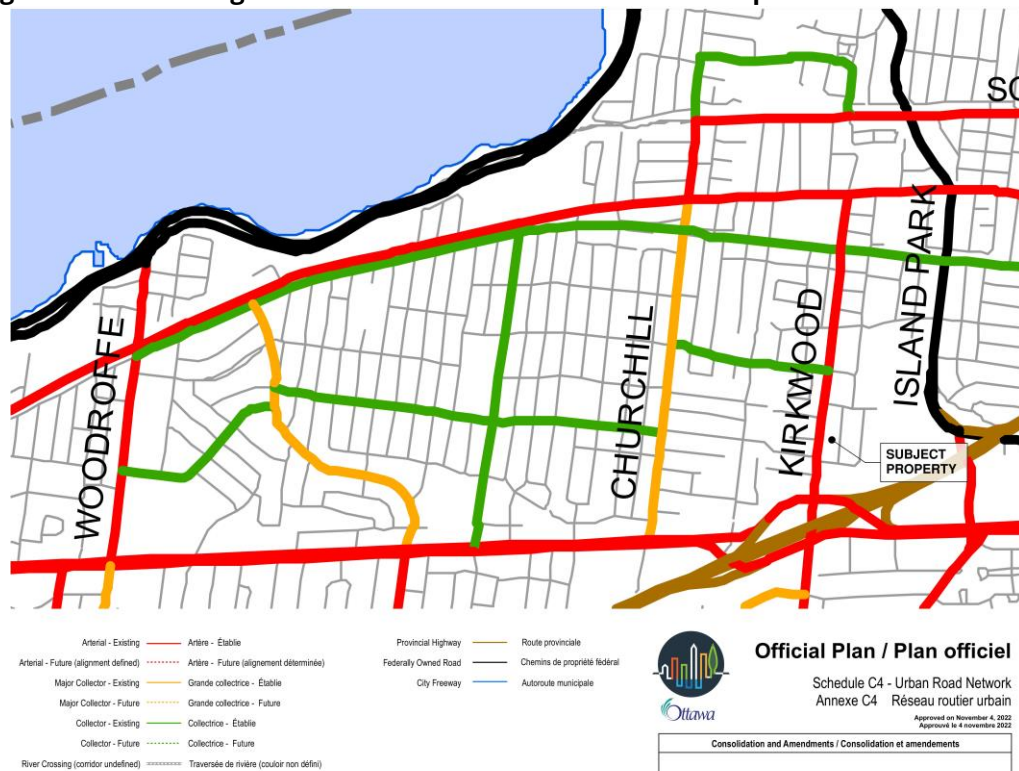 SC
ISLAND PARK
KIRKWOOD
CHURCHILL
WOODROFFE
SUBJECT
PROPERTY
Arterial - Existing Artère - Établie
Arterial - Future (alignment defined) Artère - Future (alignement déterminée)
Major Collector - Existing Grande collectrice - Établie
Major Collector - Future Grande collectrice - Future
Collector - Existing Collectrice - Établie
Collector - Future Collectrice - Future
River Crossing (corridor undefined) Traversée de rivière (couloir non défini)
Provincial Highway Route provinciale
Federally Owned Road Chemins de propriété fédéral
City Freeway Autoroute municipale
Ottawa
Official Plan / Plan officiel
Schedule C4 - Urban Road Network
Annexe C4 Réseau routier urbain
Approved on November 4, 2022
Approuvé le 4 novembre 2022
Consolidation and Amendments / Consolidation et amendements